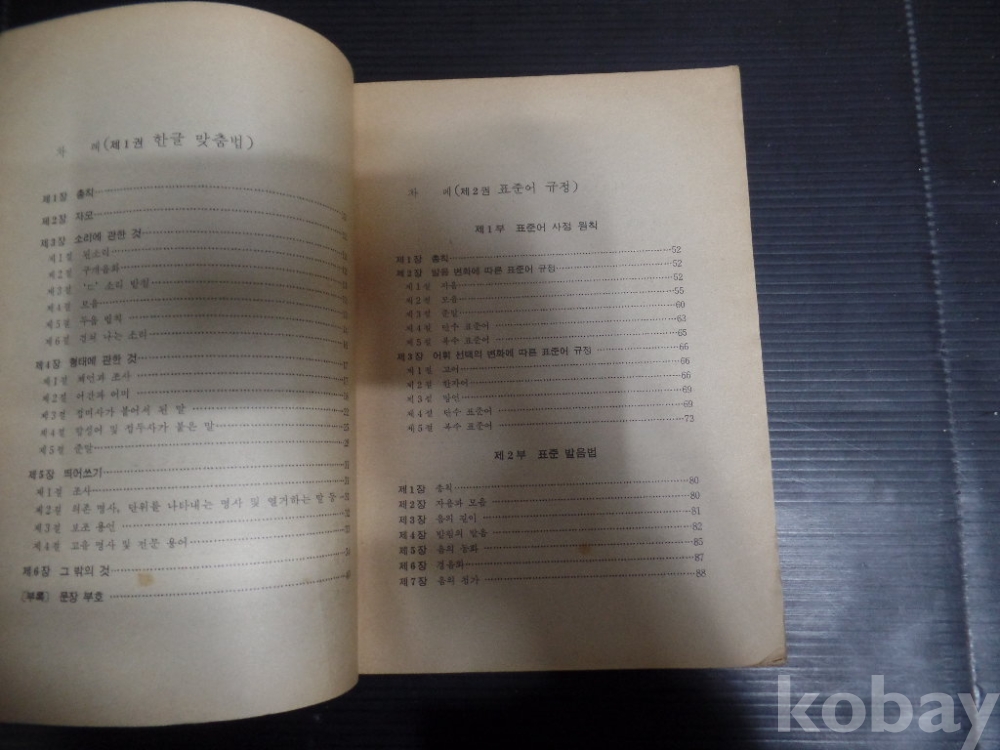 차 례 (제1권 한글 맞춤법)
제1장 총칙
제2장 자모
제3장 소리에 관한 것
제1절 된소리
제2절 구개음화
제3절 'ㄷ' 소리 받침
제4절 모음
제5절 두음 법칙
제6절 겹쳐 나는 소리
제4장 형태에 관한 것
제1절 체언과 조사
제2절 어간과 어미
제3절 접미사가 붙어서 된 말
제4절 합성어 및 접두사가 붙은 말
제5절 준말
제5장 띄어쓰기
제1절 조사
제2절 의존 명사, 단위를 나타내는 명사 및 열거하는 말 등
제3절 보조 용언
제4절 고유 명사 및 전문 용어
제6장 그 밖의 것
[부록] 문장 부호
차 례 (제2권 표준어 규정)
제1부 표준어 사정 원칙
제1장 총칙 52
제2장 발음 변화에 따른 표준어 규정 52
제1절 자음 52
제2절 모음 55
제3절 준말 60
제4절 단수 표준어 63
제5절 복수 표준어 65
제3장 어휘 선택의 변화에 따른 표준어 규정 66
제1절 고어 66
제2절 한자어 66
제3절 방언 69
제4절 단수 표준어 69
제5절 복수 표준어 73
제2부 표준 발음법
제1장 총칙 80
제2장 자음과 모음 80
제3장 음의 길이 81
제4장 받침의 발음 82
제5장 음의 동화 85
제6장 경음화 87
제7장 음의 첨가 88
kobay